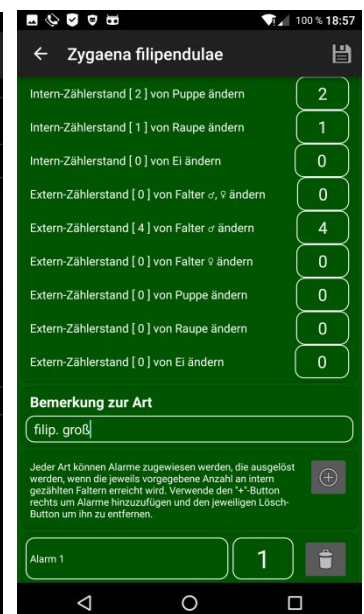 100 % 18:57
Zygaena filipendulae
Intern-Zählerstand [ 2 ] von Puppe ändern 2
Intern-Zählerstand [ 1 ] von Raupe ändern 1
Intern-Zählerstand [ 0 ] von Ei ändern 0
Extern-Zählerstand [ 0 ] von Falter ♂, ♀ ändern 0
Extern-Zählerstand [ 4 ] von Falter ♂ ändern 4
Extern-Zählerstand [ 0 ] von Falter ♀ ändern 0
Extern-Zählerstand [ 0 ] von Puppe ändern 0
Extern-Zählerstand [ 0 ] von Raupe ändern 0
Extern-Zählerstand [ 0 ] von Ei ändern 0
Bemerkung zur Art
filip. groß
Jeder Art können Alarme zugewiesen werden, die ausgelöst
werden, wenn die jeweils vorgegebene Anzahl an intern
gezählten Faltern erreicht wird. Verwende den "+"-Button
rechts um Alarme hinzuzufügen und den jeweiligen Lösch-
Button um ihn zu entfernen.
Alarm 1 1